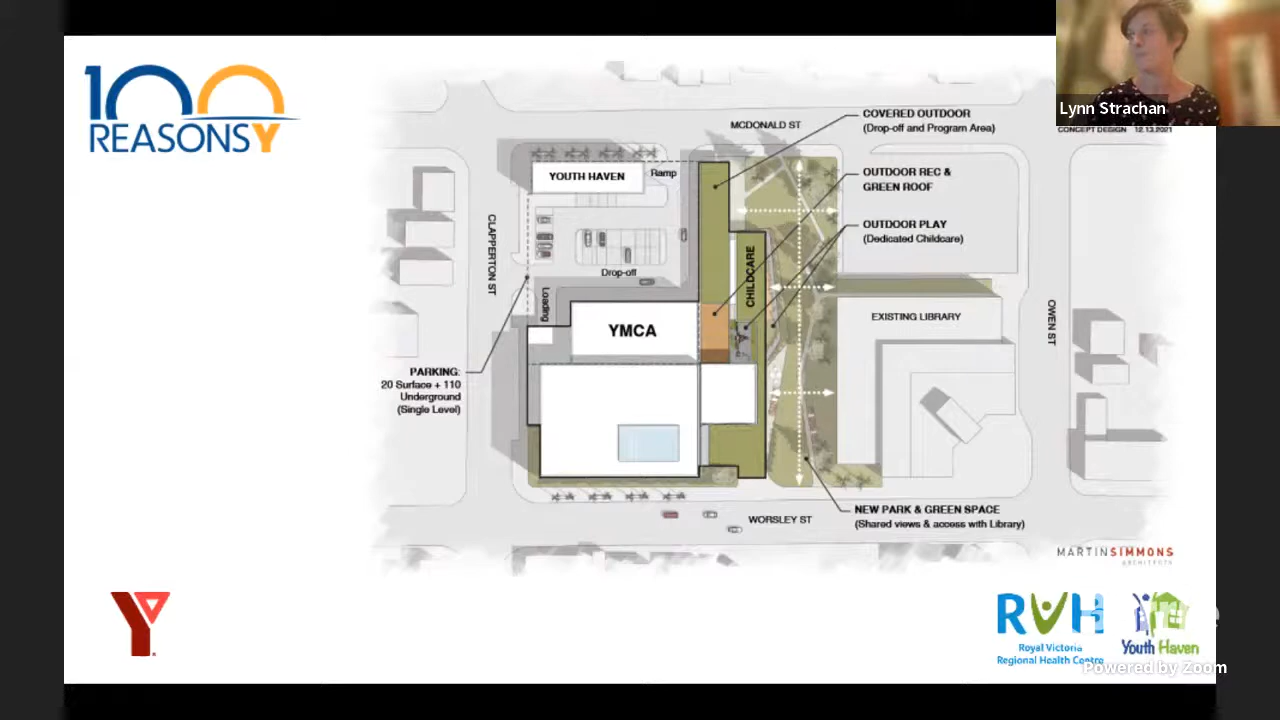 100
REASONSY
Lynn Strachan
CONCEPT DESIGN 12.13.2021
MCDONALD ST
COVERED OUTDOOR
(Drop-off and Program Area)
YOUTH HAVEN
Ramp
OUTDOOR REC &
GREEN ROOF
OUTDOOR PLAY
(Dedicated Childcare)
CLAPPERTON ST
Drop-off
Loading
CHILDCARE
YMCA
EXISTING LIBRARY
OWEN ST
PARKING:
20 Surface + 110
Underground
(Single Level)
NEW PARK & GREEN SPACE
(Shared views & access with Library)
WORSLEY ST
MARTINSIMMONS
ARCHITECTS
Y
RVH
Royal Victoria
Regional Health Centre
Youth Haven
Powered by Zoom